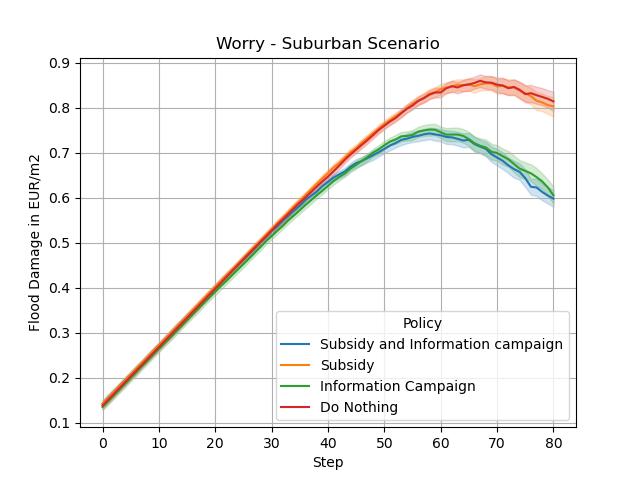 Worry - Suburban Scenario
Flood Damage in EUR/m2
0.9
0.8
0.7
0.6
0.5
0.4
0.3
0.2
0.1
Policy
Subsidy and Information campaign
Subsidy
Information Campaign
Do Nothing
0 10 20 30 40 50 60 70 80
Step